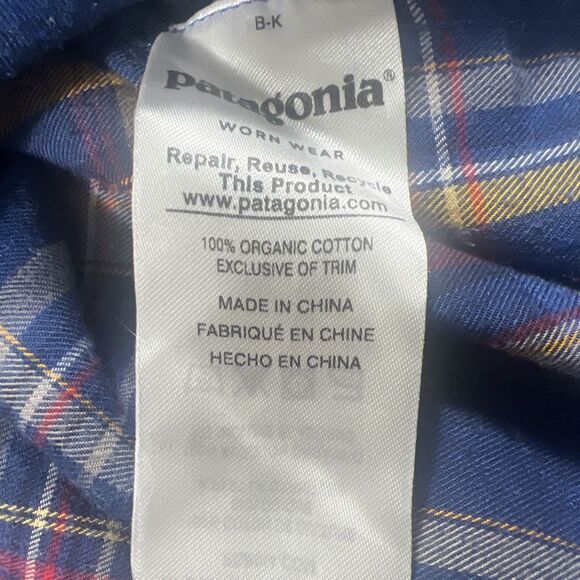 B-K
patagonia®
WORN WEAR
Repair, Reuse, Recycle
This Product
www.patagonia.com
100% ORGANIC COTTON
EXCLUSIVE OF TRIM
MADE IN CHINA
FABRIQUÉ EN CHINE
HECHO EN CHINA